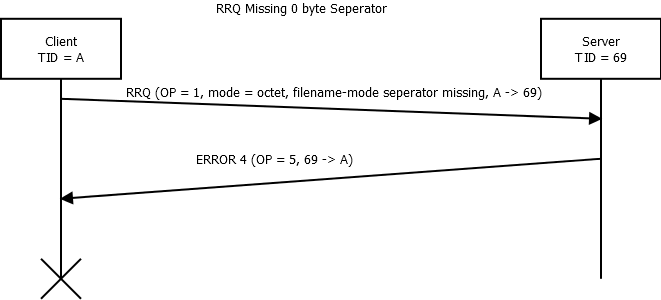 RRQ Missing 0 byte Seperator
Client
TID = A
Server
TID = 69
RRQ (OP = 1, mode = octet, filename-mode seperator missing, A -> 69)
ERROR 4 (OP = 5, 69 -> A)